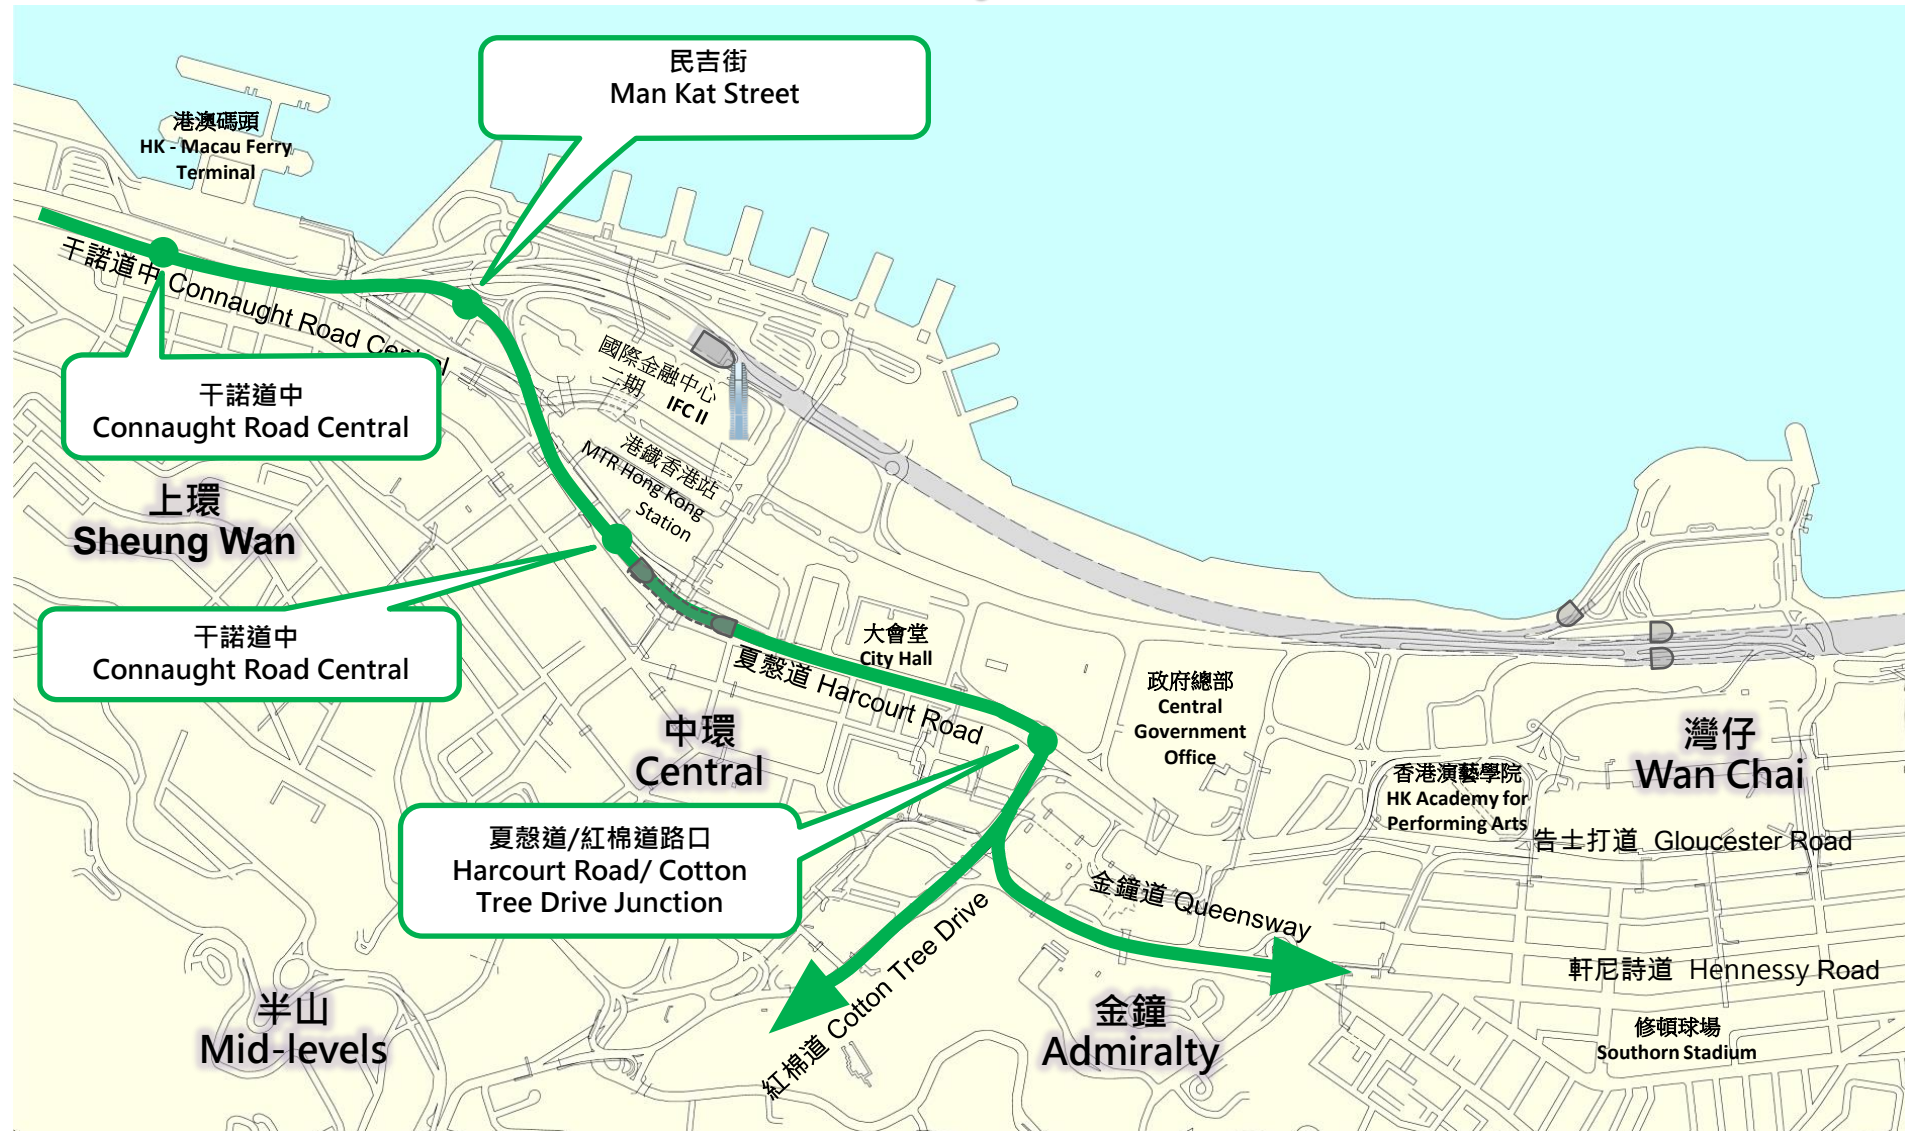 民吉街
Man Kat Street
港澳碼頭
HK - Macau Ferry
Terminal
干諾道中 Connaught Road Central
干諾道中
Connaught Road Central
國際金融中心
二期 IFC II
港鐵香港站
MTR Hong Kong
Station
上環
Sheung Wan
干諾道中
Connaught Road Central
大會堂
City Hall
夏慤道 Harcourt Road
政府總部
Central
Government
Office
中環
Central
灣仔
Wan Chai
香港演藝學院
HK Academy for
Performing Arts
告士打道 Gloucester Road
夏慤道/紅棉道路口
Harcourt Road/ Cotton
Tree Drive Junction
金鐘道 Queensway
紅棉道 Cotton Tree Drive
軒尼詩道 Hennessy Road
半山
Mid-levels
金鐘
Admiralty
修頓球場
Southorn Stadium